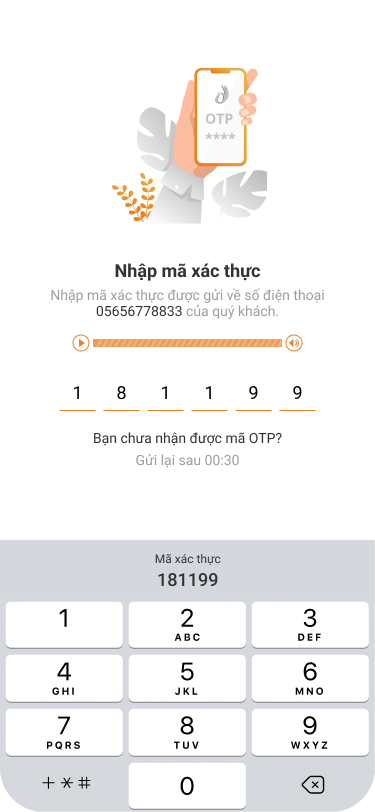 OTP
****
Nhập mã xác thực
Nhập mã xác thực được gửi về số điện thoại
05656778833 của quý khách.
1 8 1 1 9 9
Bạn chưa nhận được mã OTP?
Gửi lại sau 00:30
Mã xác thực
181199
1 2 3
ABC DEF
4 5 6
GHI JKL MNO
7 8 9
PQRS TUV WXYZ
+ * # 0